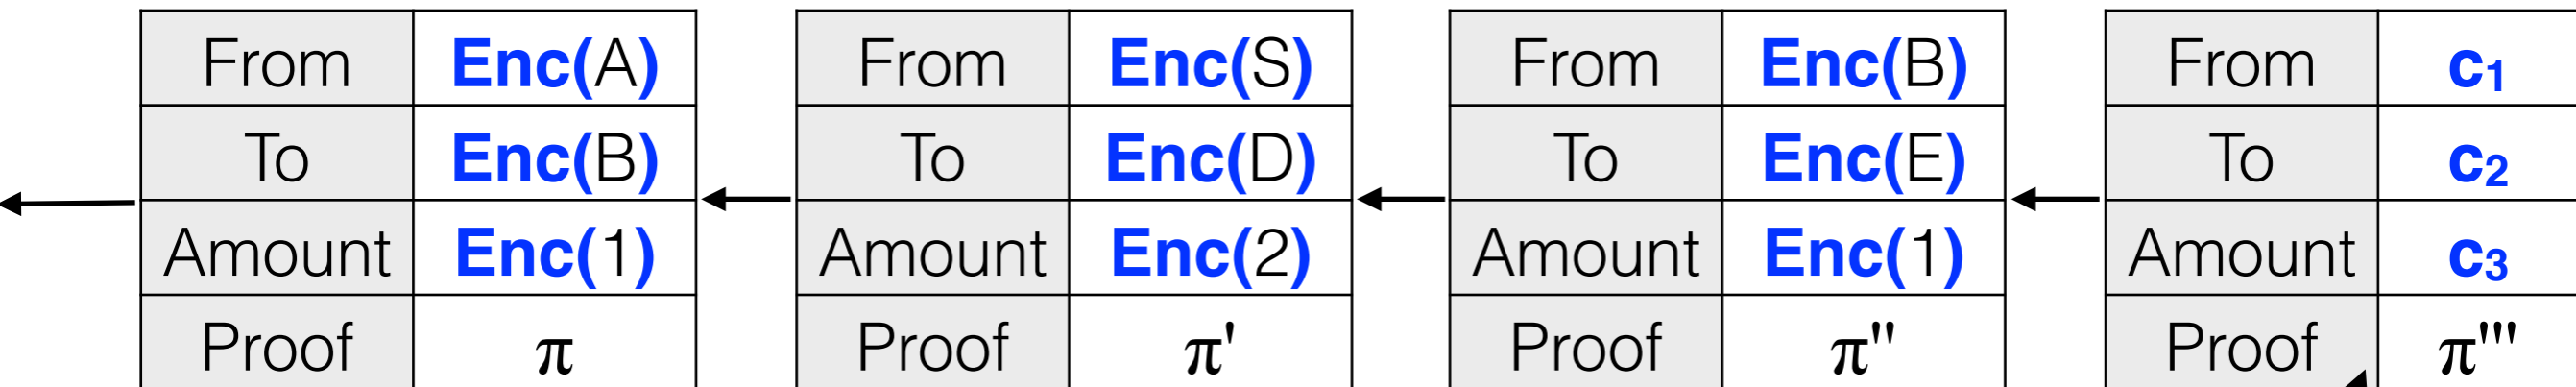 From Enc(A) From Enc(S) From Enc(B) From c₁
To Enc(B) To Enc(D) To Enc(E) To c₂
Amount Enc(1) Amount Enc(2) Amount Enc(1) Amount c₃
Proof π Proof π' Proof π'' Proof π'''